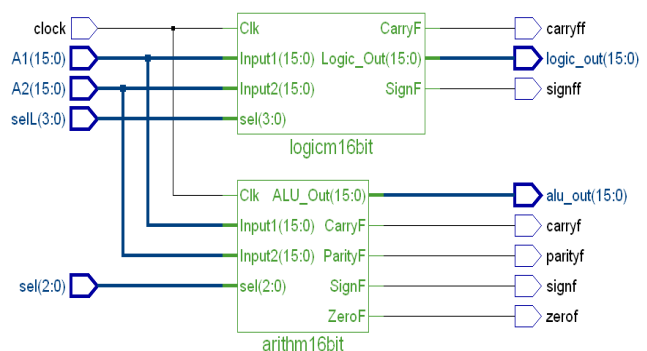 clock Clk CarryF carryff
A1(15:0) Input1(15:0) Logic_Out(15:0) logic_out(15:0)
A2(15:0) Input2(15:0) SignF signff
selL(3:0) sel(3:0)
logicm16bit
Clk ALU_Out(15:0) alu_out(15:0)
Input1(15:0) CarryF carryf
Input2(15:0) ParityF parityf
sel(2:0) sel(2:0) SignF signf
ZeroF zerof
arithm16bit